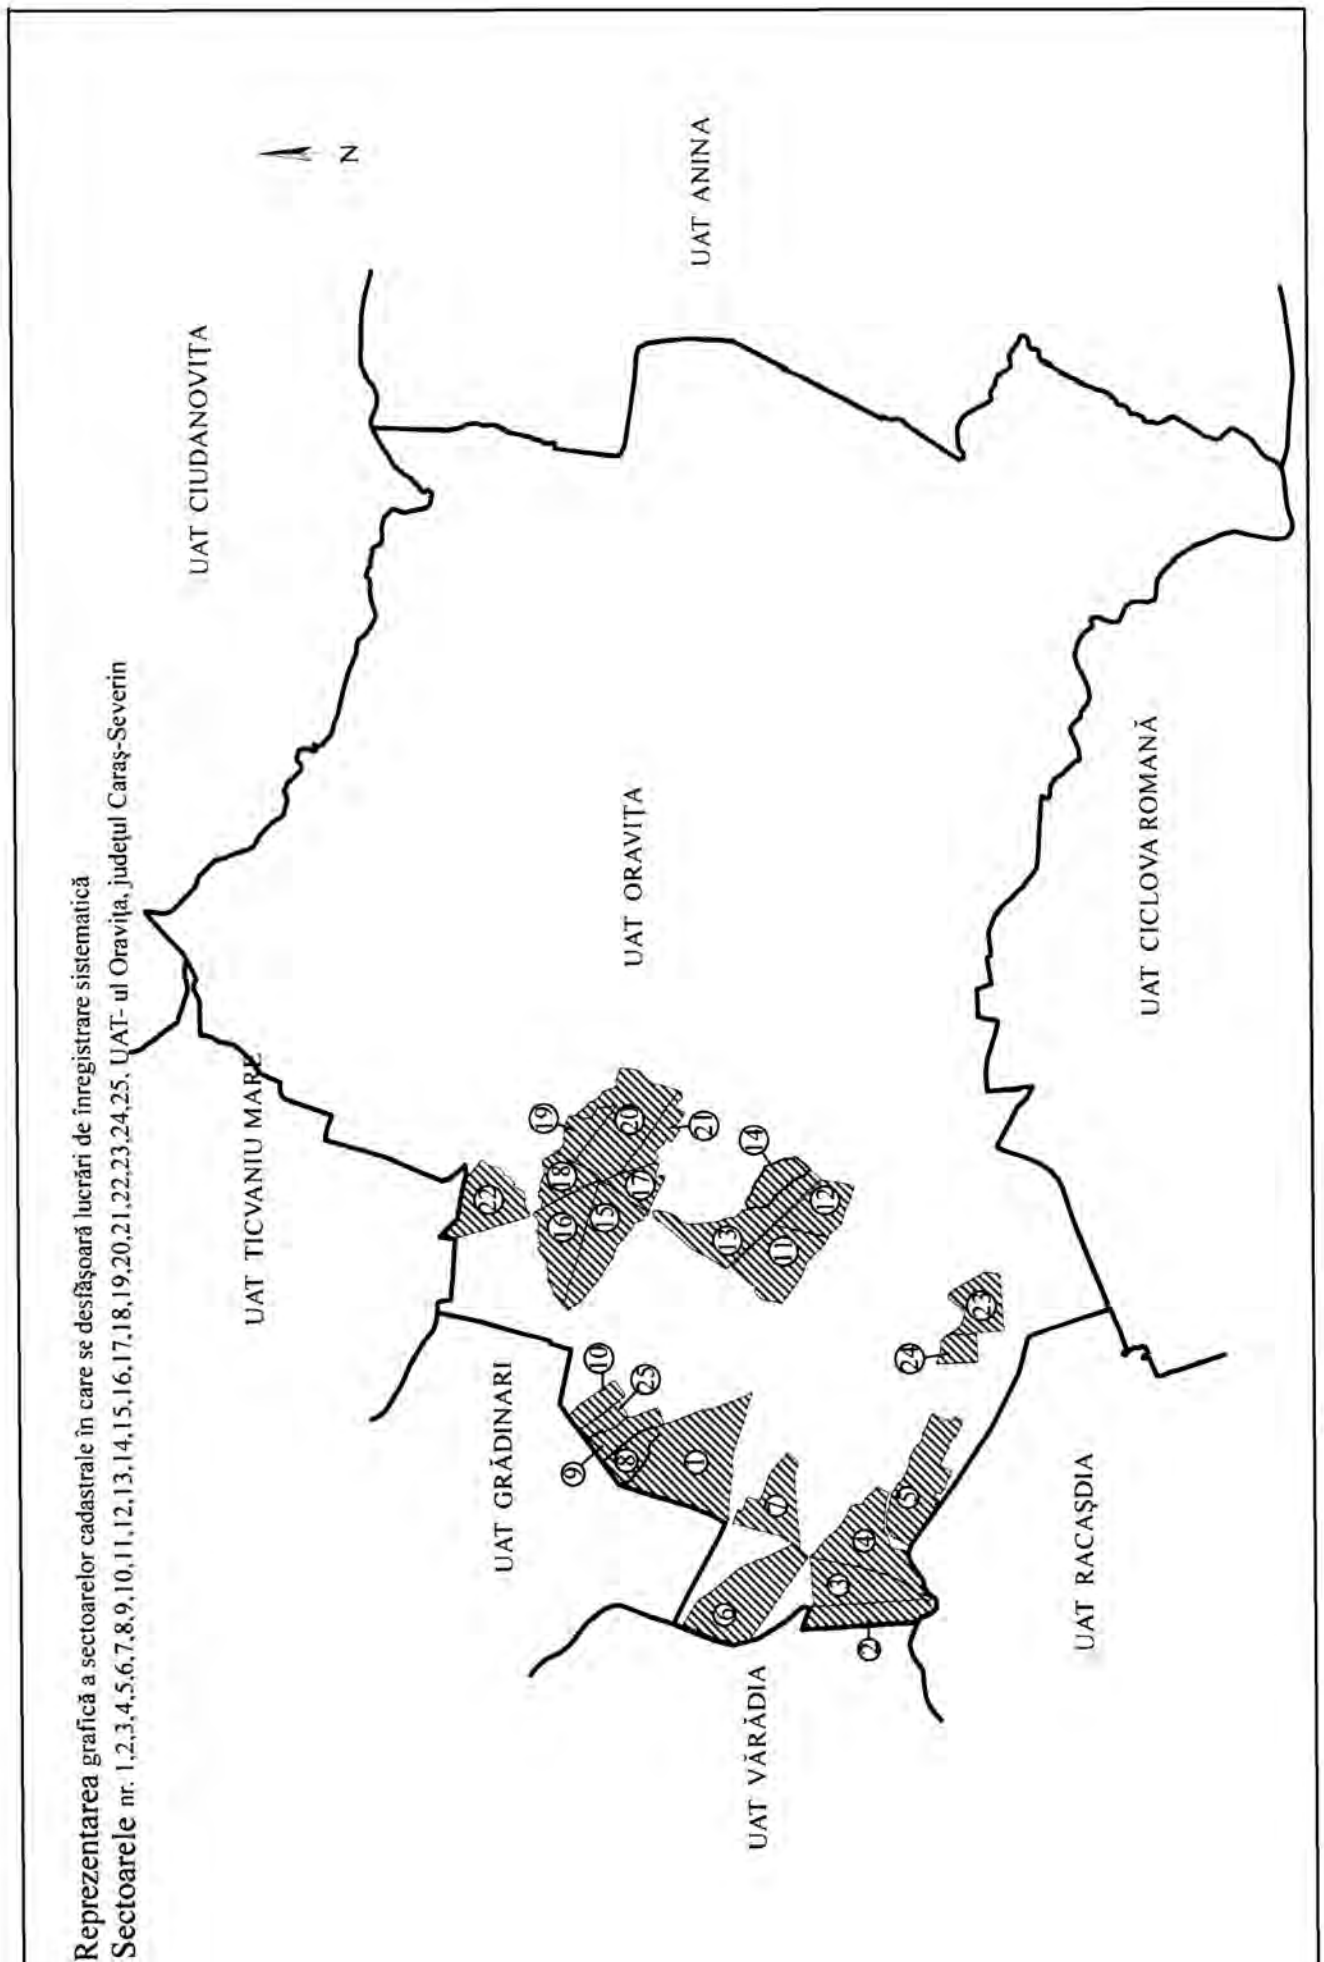 Reprezentarea grafică a sectoarelor cadastrale în care se desfăşoară lucrări de înregistrare sistematică
Sectoarele nr. 1,2,3,4,5,6,7,8,9,10,11,12,13,14,15,16,17,18,19,20,21,22,23,24,25, UAT- ul Oraviţa, judeţul Caraş-Severin
N
UAT CIUDANOVIŢA
UAT TICVANIU MARE
UAT ANINA
UAT GRĂDINARI
UAT ORAVIŢA
UAT VĂRĂDIA
UAT RACAŞDIA
UAT CICLOVA ROMANĂ
22
19
18
16
20
15
17
21
14
13
11
12
10
25
9
8
1
7
6
4
5
3
2
24
23